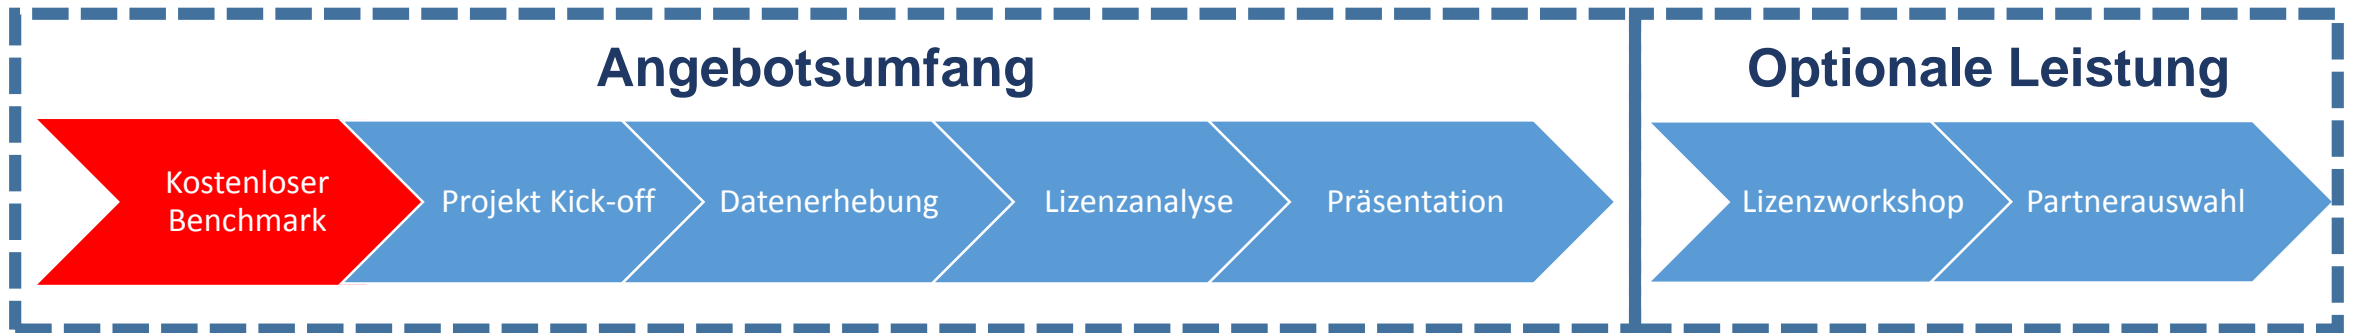 Angebotsumfang
Optionale Leistung
Kostenloser
Benchmark
Projekt Kick-off
Datenerhebung
Lizenzanalyse
Präsentation
Lizenzworkshop
Partnerauswahl